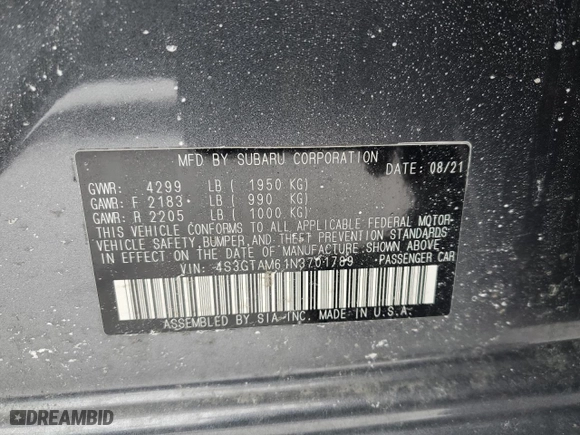 MFD BY SUBARU CORPORATION
DATE: 08/21
GVWR: 4299 LB ( 1950 KG)
GAWR: F 2183 LB ( 990 KG)
GAWR: R 2205 LB ( 1000 KG)
THIS VEHICLE CONFORMS TO ALL APPLICABLE FEDERAL MOTOR-
VEHICLE SAFETY, BUMPER, AND THEFT PREVENTION STANDARDS
IN EFFECT ON THE DATE OF MANUFACTURE SHOWN ABOVE.
VIN: 4S3GTAM61N3701789 PASSENGER CAR
ASSEMBLED BY SIA-INC. MADE IN U.S.A.
DREAMBID